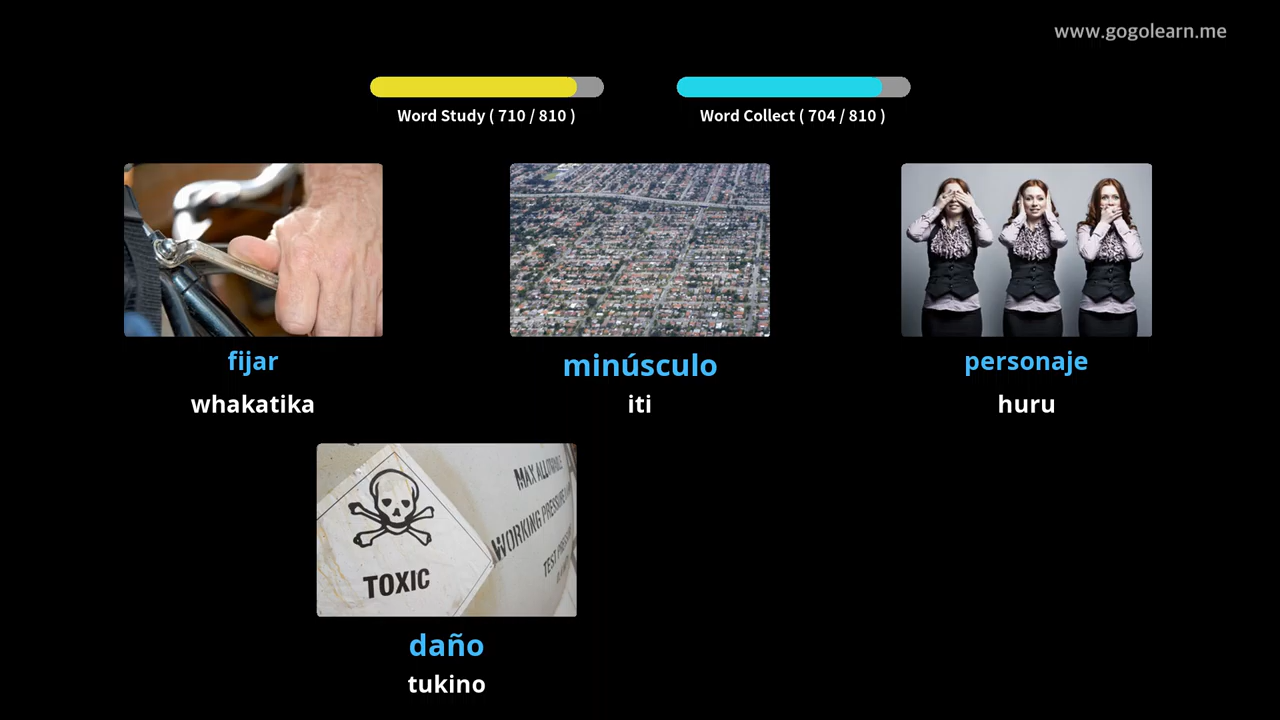 www.gogolearn.me
Word Study ( 710 / 810 )
Word Collect ( 704 / 810 )
fijar
whakatika
minúsculo
iti
personaje
huru
TOXIC
MAX ALLOWABLE
WORKING PRESSURE
daño
tukino